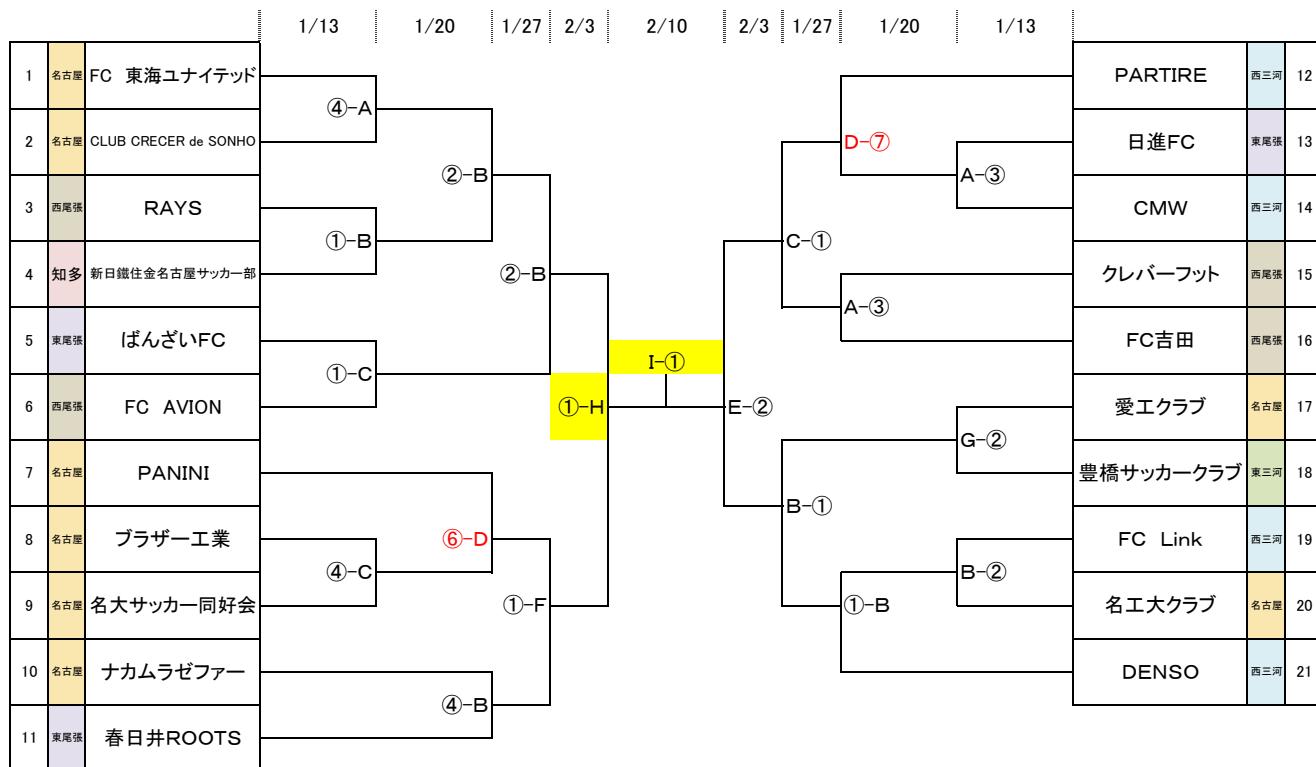 1/13 1/20 1/27 2/3 2/10 2/3 1/27 1/20 1/13
1 名古屋 FC 東海ユナイテッド
2 名古屋 CLUB CRECER de SONHO
3 西尾張 RAYS
4 知多 新日鐵住金名古屋サッカー部
5 東尾張 ばんざいFC
6 西尾張 FC AVION
7 名古屋 PANINI
8 名古屋 ブラザー工業
9 名古屋 名大サッカー同好会
10 名古屋 ナカムラゼファー
11 東尾張 春日井ROOTS
④-A
①-B
①-C
④-C
②-B
⑥-D
④-B
②-B
①-F
①-H
I-①
E-②
C-①
B-①
D-⑦
A-③
①-B
A-③
G-②
B-②
PARTIRE 西三河 12
日進FC 東尾張 13
CMW 西三河 14
クレバーフット 西尾張 15
FC吉田 西尾張 16
愛工クラブ 名古屋 17
豊橋サッカークラブ 東三河 18
FC Link 西三河 19
名工大クラブ 名古屋 20
DENSO 西三河 21